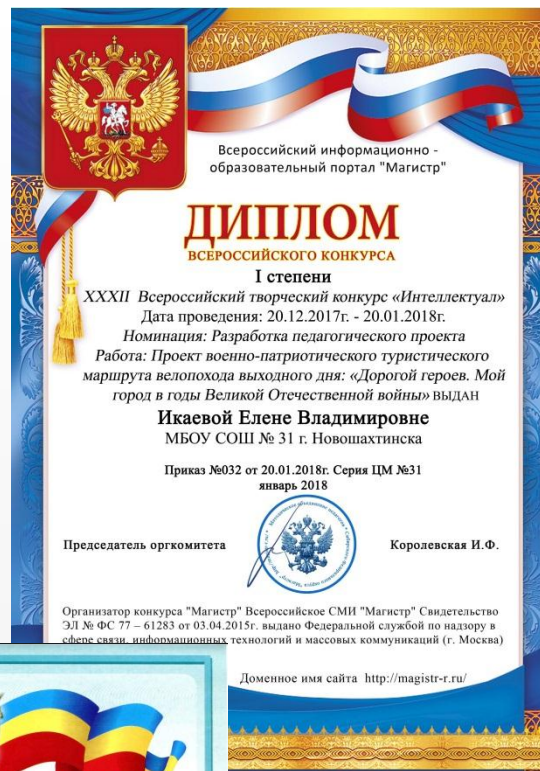 Всероссийский информационно -
образовательный портал "Магистр"
ДИПЛОМ
ВСЕРОССИЙСКОГО КОНКУРСА
I степени
XXXII Всероссийский творческий конкурс «Интеллектуал»
Дата проведения: 20.12.2017г. - 20.01.2018г.
Номинация: Разработка педагогического проекта
Работа: Проект военно-патриотического туристического
маршрута велопохода выходного дня: «Дорогой героев. Мой
город в годы Великой Отечественной войны» ВЫДАН
Икаевой Елене Владимировне
МБОУ СОШ № 31 г. Новошахтинска
Приказ №032 от 20.01.2018г. Серия ЦМ №31
январь 2018
Председатель оргкомитета Королевская И.Ф.
Организатор конкурса "Магистр" Всероссийское СМИ "Магистр" Свидетельство
ЭЛ № ФС 77 – 61283 от 03.04.2015г. выдано Федеральной службой по надзору в
сфере связи, информационных технологий и массовых коммуникаций (г. Москва)
Доменное имя сайта http://magistr-r.ru/